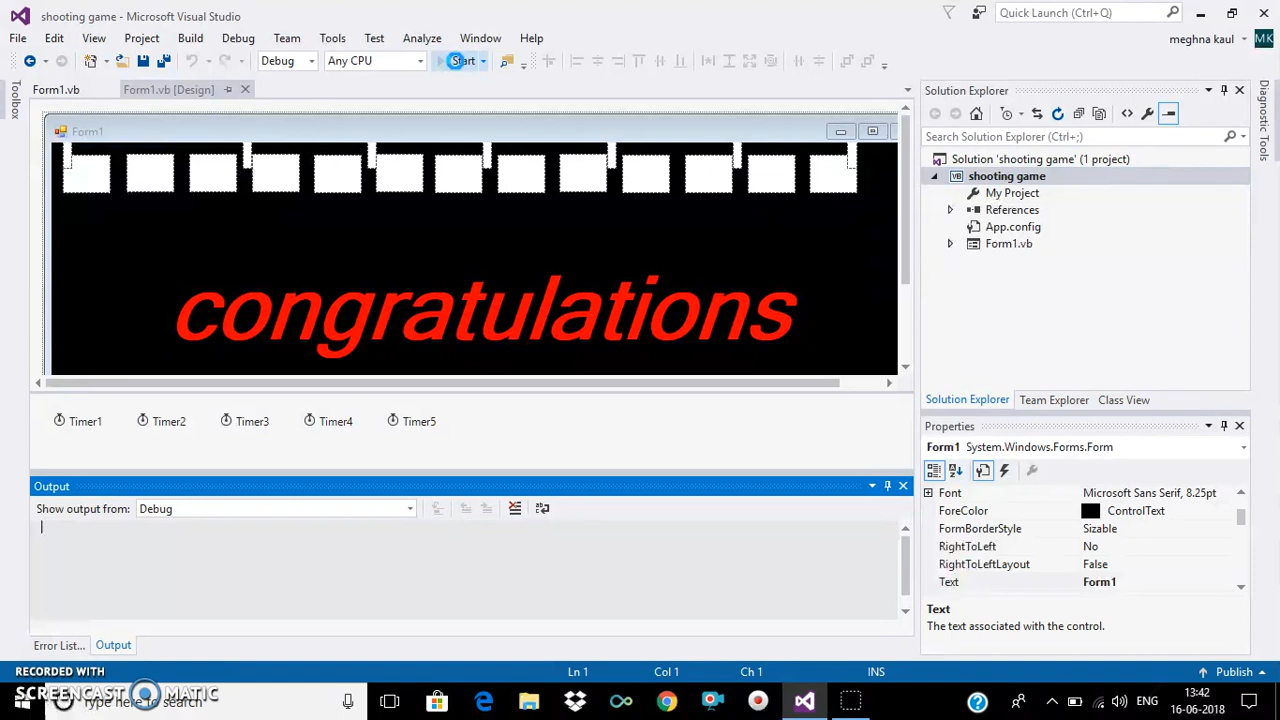 shooting game - Microsoft Visual Studio
Quick Launch (Ctrl+Q)
File Edit View Project Build Debug Team Tools Test Analyze Window Help
meghna kaul
MK
Debug
Any CPU
Start
Toolbox
Form1.vb
Form1.vb [Design]
Form1
congratulations
Timer1
Timer2
Timer3
Timer4
Timer5
Output
Show output from: Debug
Error List...
Output
Solution Explorer
Search Solution Explorer (Ctrl+;)
Solution 'shooting game' (1 project)
VB shooting game
My Project
References
App.config
Form1.vb
Solution Explorer
Team Explorer
Class View
Diagnostic Tools
Properties
Form1 System.Windows.Forms.Form
Font Microsoft Sans Serif, 8.25pt
ForeColor ControlText
FormBorderStyle Sizable
RightToLeft No
RightToLeftLayout False
Text Form1
Text
The text associated with the control.
RECORDED WITH
SCREENCAST MATIC
Ln 1
Col 1
Ch 1
INS
Publish
Type here to search
ENG
13:42
16-06-2018